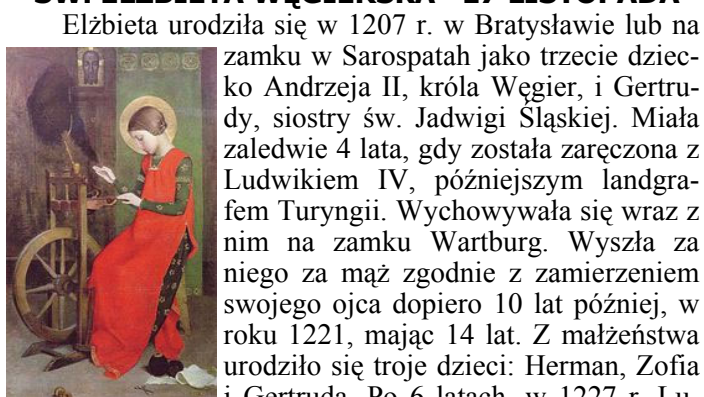 ŚW. ELŻBIETA WĘGIERSKA - 17 LISTOPADA
Elżbieta urodziła się w 1207 r. w Bratysławie lub na
zamku w Sarospatah jako trzecie dziec-
ko Andrzeja II, króla Węgier, i Gertru-
dy, siostry św. Jadwigi Śląskiej. Miała
zaledwie 4 lata, gdy została zaręczona z
Ludwikiem IV, późniejszym landgra-
fem Turyngii. Wychowywała się wraz z
nim na zamku Wartburg. Wyszła za
niego za mąż zgodnie z zamierzeniem
swojego ojca dopiero 10 lat później, w
roku 1221, mając 14 lat. Z małżeństwa
urodziło się troje dzieci: Herman, Zofia
i Gertruda. Po 6 latach, w 1227 r. Lu-